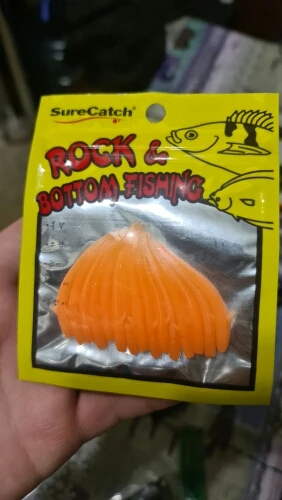 SureCatch®
ROCK &
BOTTOM FISHING